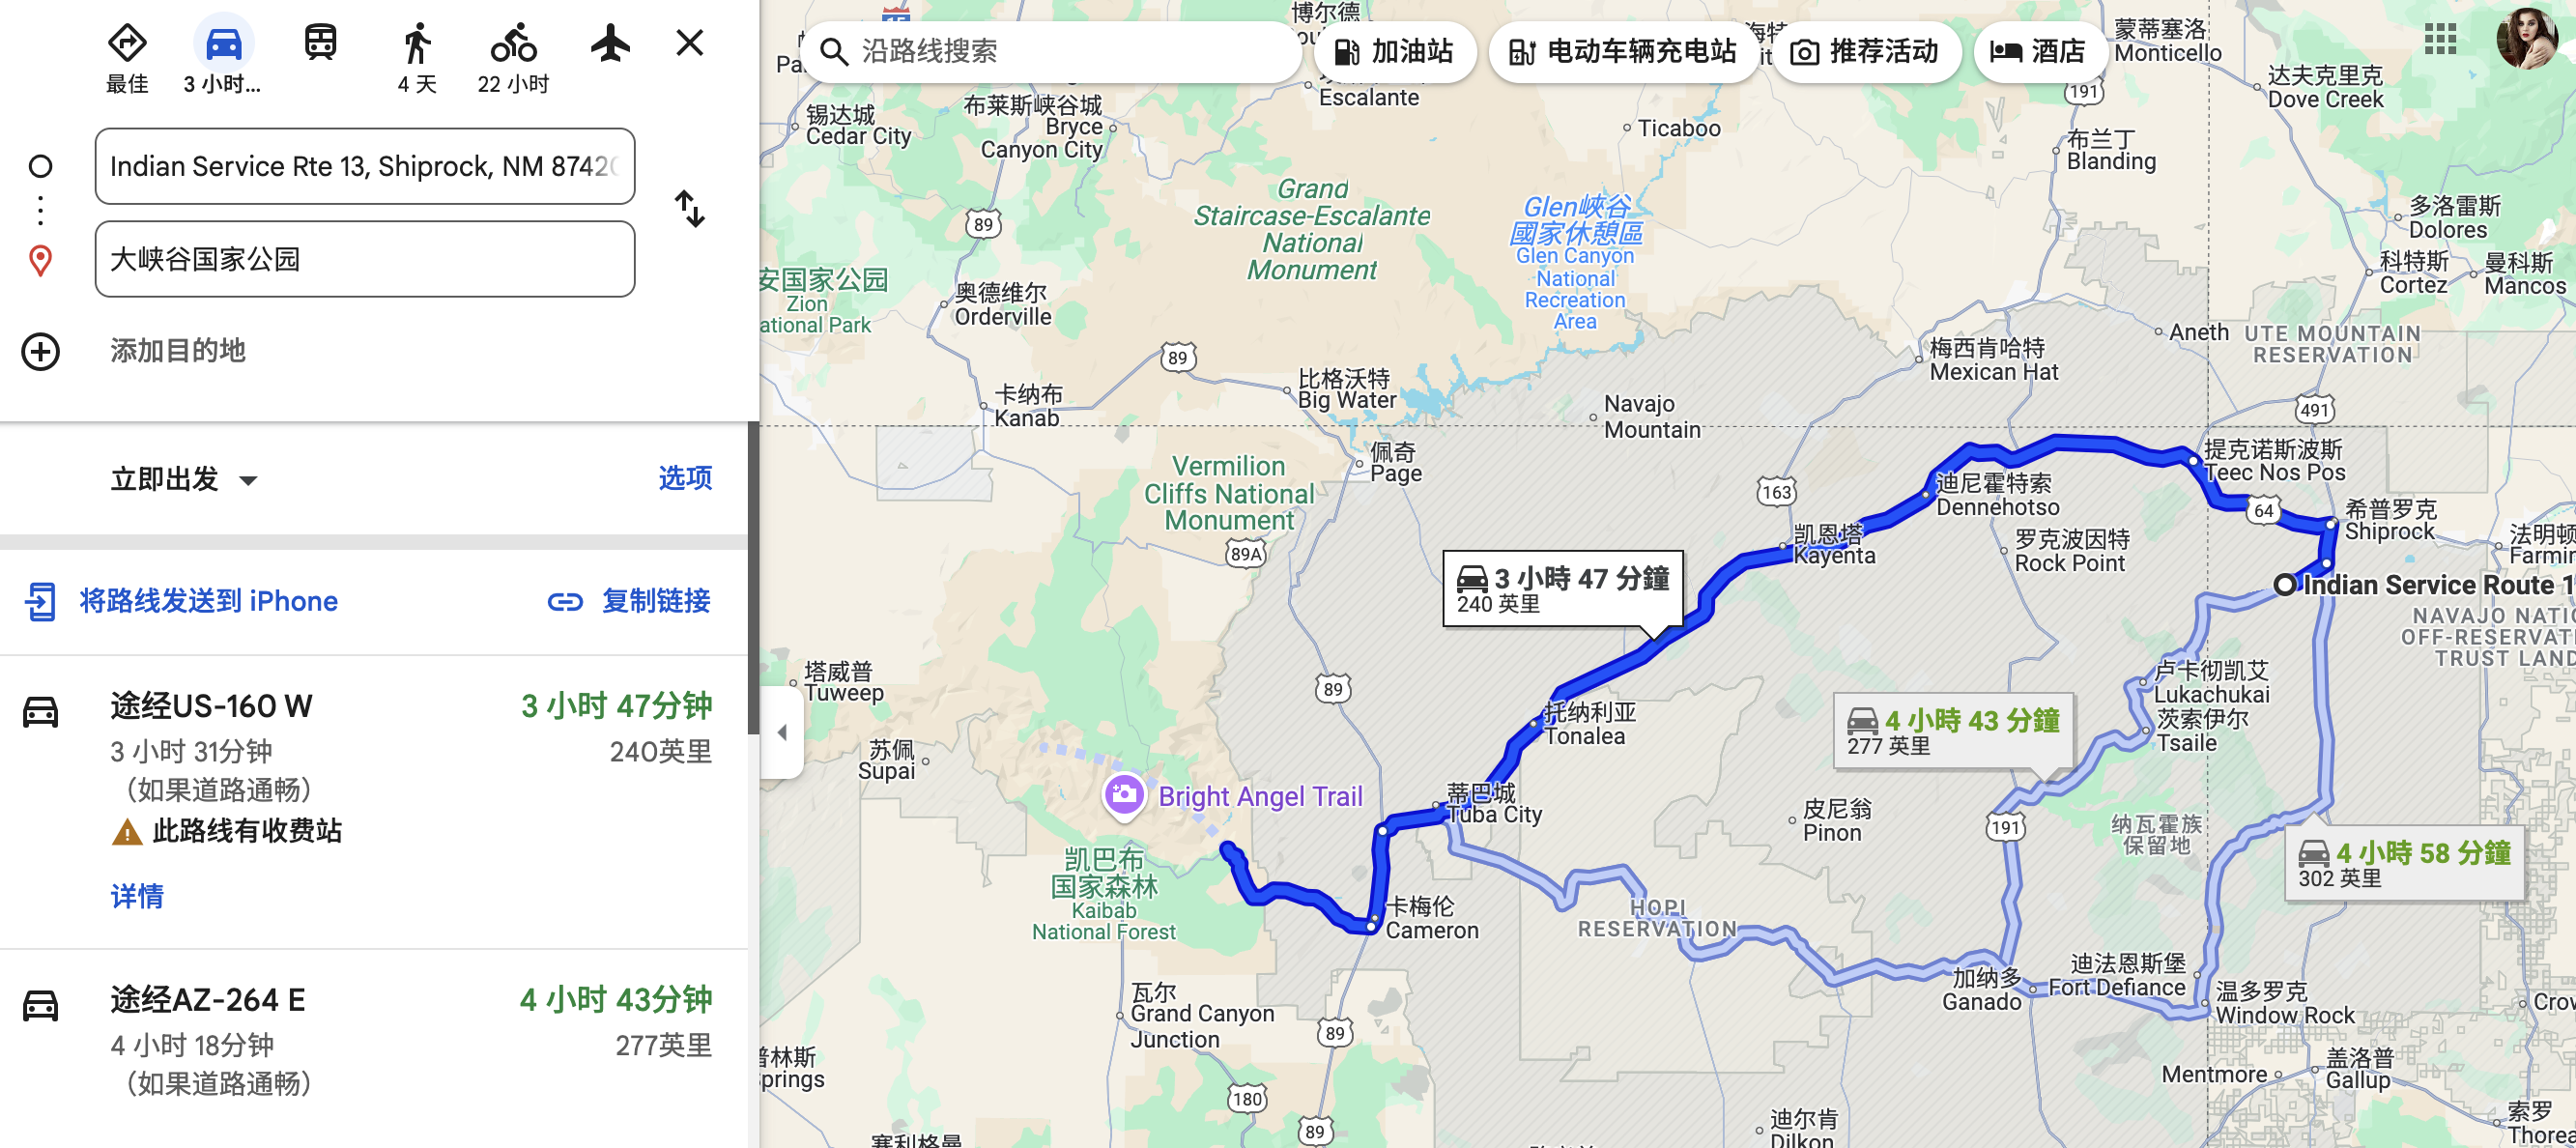 最佳
3 小时...
4 天
22 小时
Indian Service Rte 13, Shiprock, NM 8742
大峡谷国家公园
添加目的地
立即出发
选项
将路线发送到 iPhone
复制链接
途经US-160 W
3 小时 47分钟
3 小时 31分钟
240英里
（如果道路通畅）
此路线有收费站
详情
途经AZ-264 E
4 小时 43分钟
4 小时 18分钟
277英里
（如果道路通畅）
沿路线搜索
加油站
电动车辆充电站
推荐活动
酒店
15
博尔德
Escalante
锡达城
Cedar City
布莱斯峡谷城
Bryce
Canyon City
Ticaboo
蒙蒂塞洛
Monticello
达夫克里克
Dove Creek
191
布兰丁
Blanding
89
Grand
Staircase-Escalante
National
Monument
Glen峽谷
國家休憩區
Glen Canyon
National
Recreation
Area
多洛雷斯
Dolores
科特斯
Cortez
曼科斯
Mancos
安国家公园
Zion
ational Park
奥德维尔
Orderville
89
卡纳布
Kanab
比格沃特
Big Water
Navajo
Mountain
梅西肯哈特
Mexican Hat
Aneth
UTE MOUNTAIN
RESERVATION
491
佩奇
Page
Vermilion
Cliffs National
Monument
89A
163
迪尼霍特索
Dennehotso
提克诺斯波斯
Teec Nos Pos
64
希普罗克
Shiprock
法明顿
Farmin
凯恩塔
Kayenta
罗克波因特
Rock Point
Indian Service Route 1
NAVAJO NATIO
OFF-RESERVAT
TRUST LAND
3 小時 47 分鐘
240 英里
塔威普
Tuweep
89
托纳利亚
Tonalea
卢卡彻凯艾
Lukachukai
茨索伊尔
Tsaile
4 小時 43 分鐘
277 英里
苏佩
Supai
Bright Angel Trail
蒂巴城
Tuba City
皮尼翁
Pinon
191
纳瓦霍族
保留地
4 小時 58 分鐘
302 英里
凯巴布
国家森林
Kaibab
National Forest
卡梅伦
Cameron
HOPI
RESERVATION
加纳多
Ganado
迪法恩斯堡
Fort Defiance
温多罗克
Window Rock
Crow
瓦尔
Grand Canyon
Junction
89
普林斯
prings
180
89
Mentmore
盖洛普
Gallup
迪尔肯
Dilkon
索罗
Thorea
塞利格曼